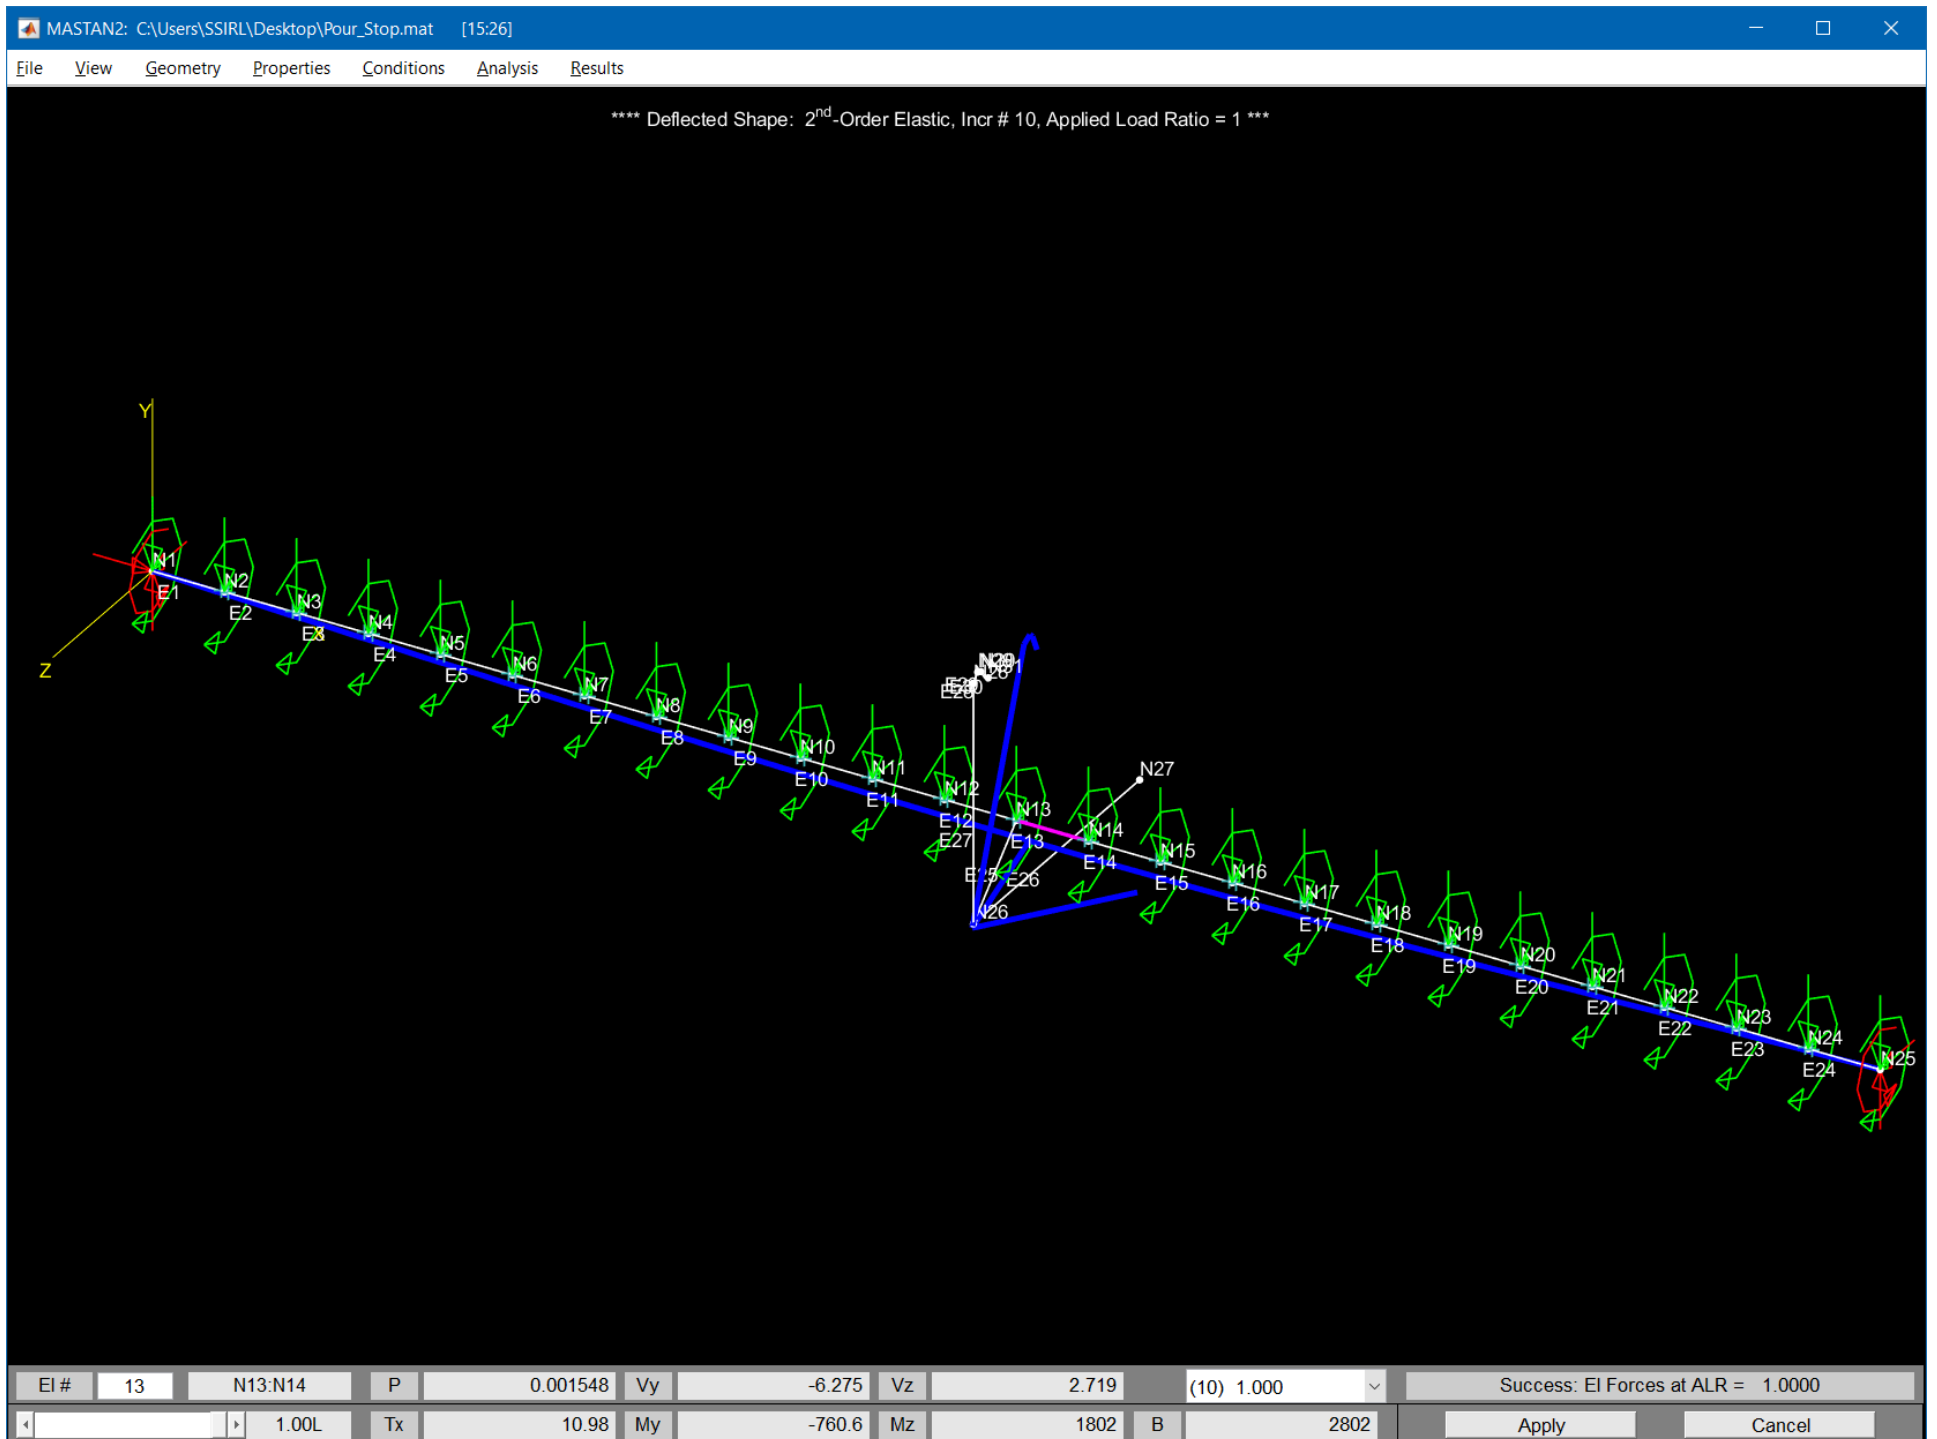 MASTAN2: C:\Users\SSIRL\Desktop\Pour_Stop.mat [15:26]
File View Geometry Properties Conditions Analysis Results
**** Deflected Shape: 2nd-Order Elastic, Incr # 10, Applied Load Ratio = 1 ***
Y
Z
X
N1
E1
N2
E2
N3
E3
N4
E4
N5
E5
N6
E6
N7
E7
N8
E8
N9
E9
N10
E10
N11
E11
N12
E12
E27
N13
E13
E25
E26
N26
N27
N14
E14
N15
E15
N16
E16
N17
E17
N18
E18
N19
E19
N20
E20
N21
E21
N22
E22
N23
E23
N24
E24
N25
El # 13 N13:N14 P 0.001548 Vy -6.275 Vz 2.719 (10) 1.000 Success: El Forces at ALR = 1.0000
1.00L Tx 10.98 My -760.6 Mz 1802 B 2802 Apply Cancel